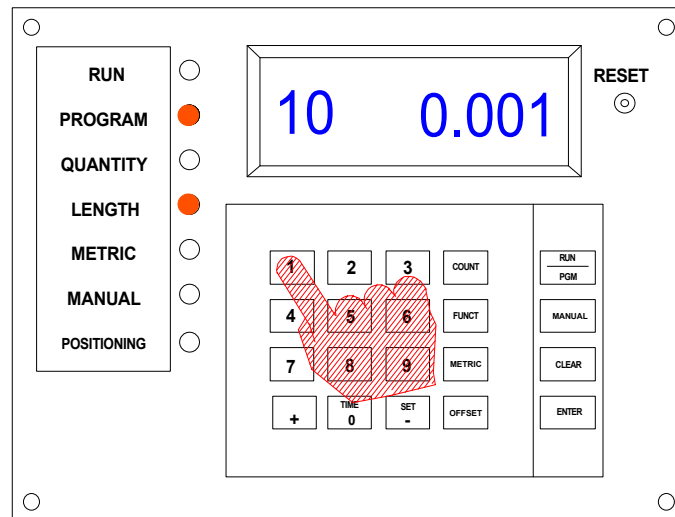 RUN
PROGRAM
QUANTITY
LENGTH
METRIC
MANUAL
POSITIONING
10 0.001
RESET
1 2 3 COUNT
4 5 6 FUNCT
7 8 9 METRIC
+ TIME 0 SET - OFFSET
RUN
PGM
MANUAL
CLEAR
ENTER